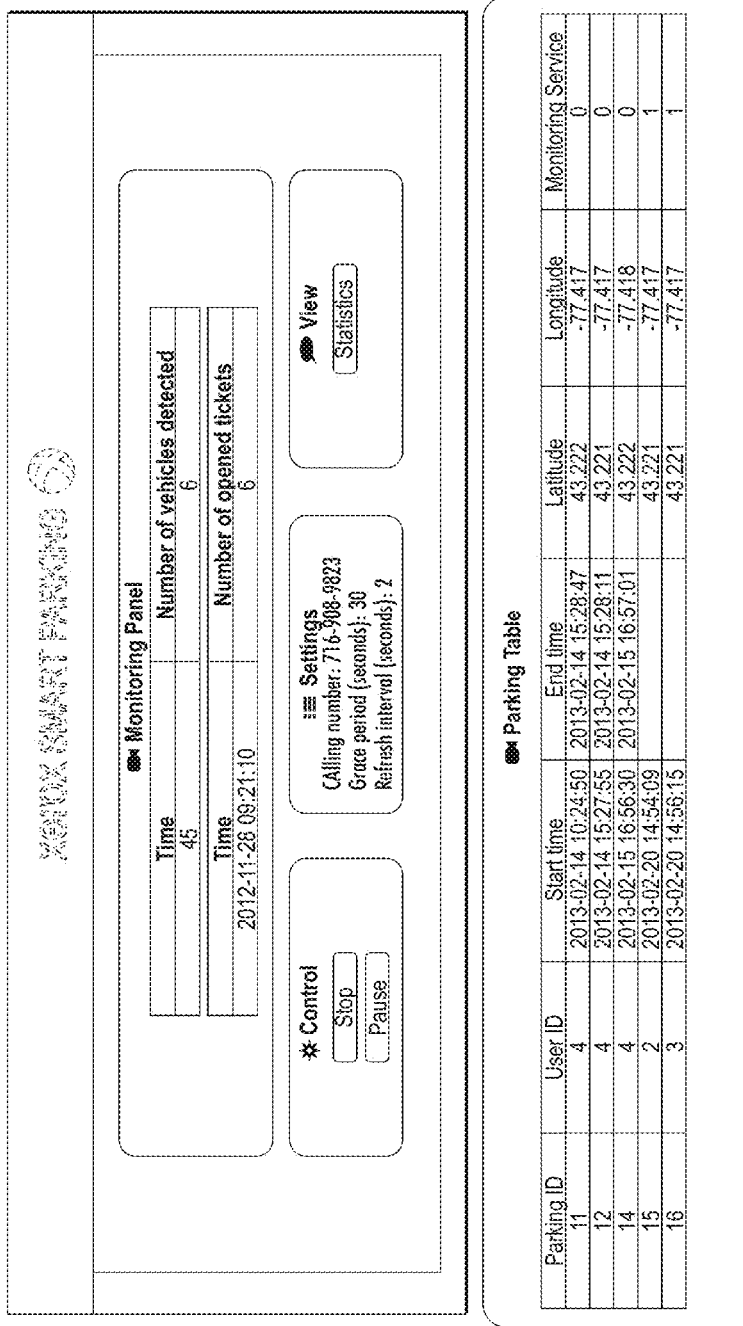 xerox SMART PARKING
Monitoring Panel
Time Number of vehicles detected
45 6
Time Number of opened tickets
2012-11-28 09:21:10 6
Control
Stop
Pause
Settings
CAlling number: 716-908-9823
Grace period (seconds): 30
Refresh interval (seconds): 2
View
Statistics
Parking Table
Parking ID User ID Start time End time Latitude Longitude Monitoring Service
11 4 2013-02-14 10:24:50 2013-02-14 15:28:47 43.222 -77.417 0
12 4 2013-02-14 15:27:55 2013-02-14 15:28:11 43.221 -77.417 0
14 4 2013-02-15 16:56:30 2013-02-15 16:57:01 43.222 -77.418 0
15 2 2013-02-20 14:54:09 43.221 -77.417 1
16 3 2013-02-20 14:56:15 43.221 -77.417 1